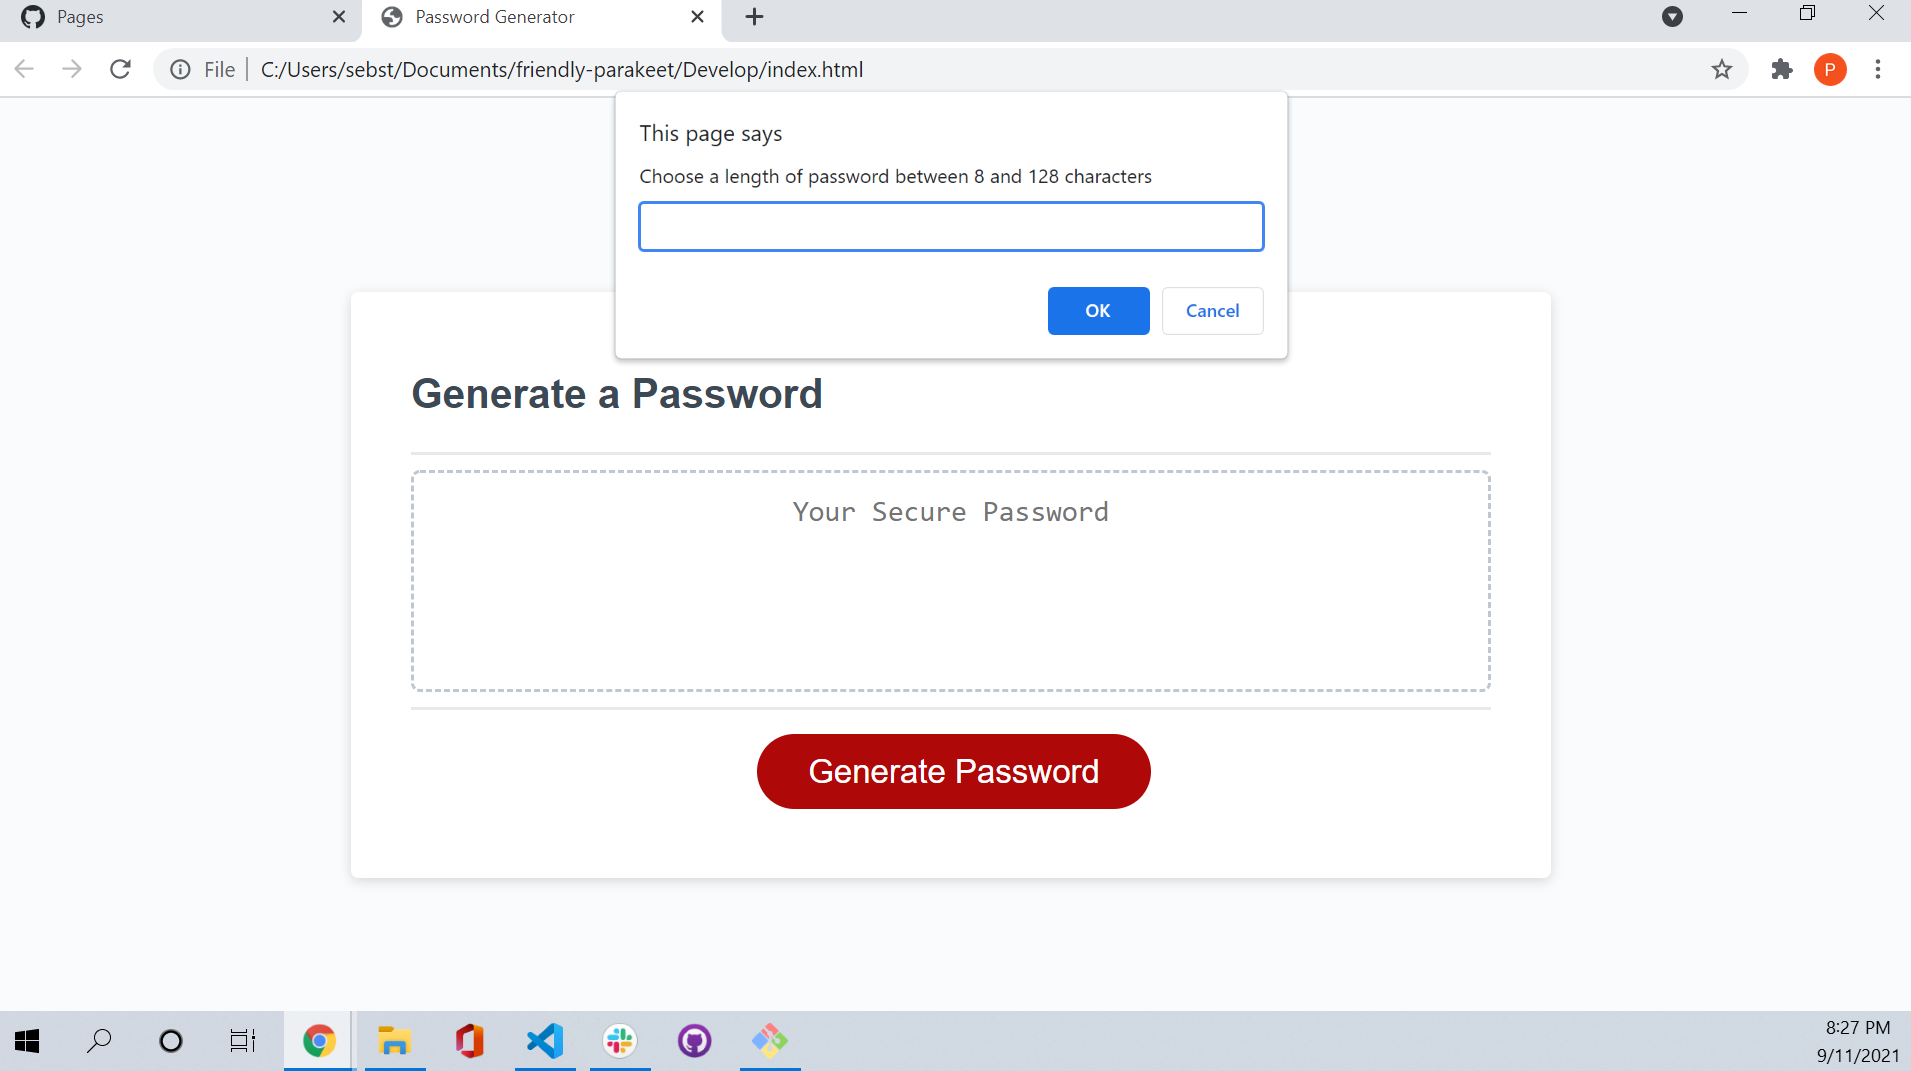 Pages
Password Generator
File
C:/Users/sebst/Documents/friendly-parakeet/Develop/index.html
P
This page says
Choose a length of password between 8 and 128 characters
OK
Cancel
Generate a Password
Your Secure Password
Generate Password
8:27 PM
9/11/2021